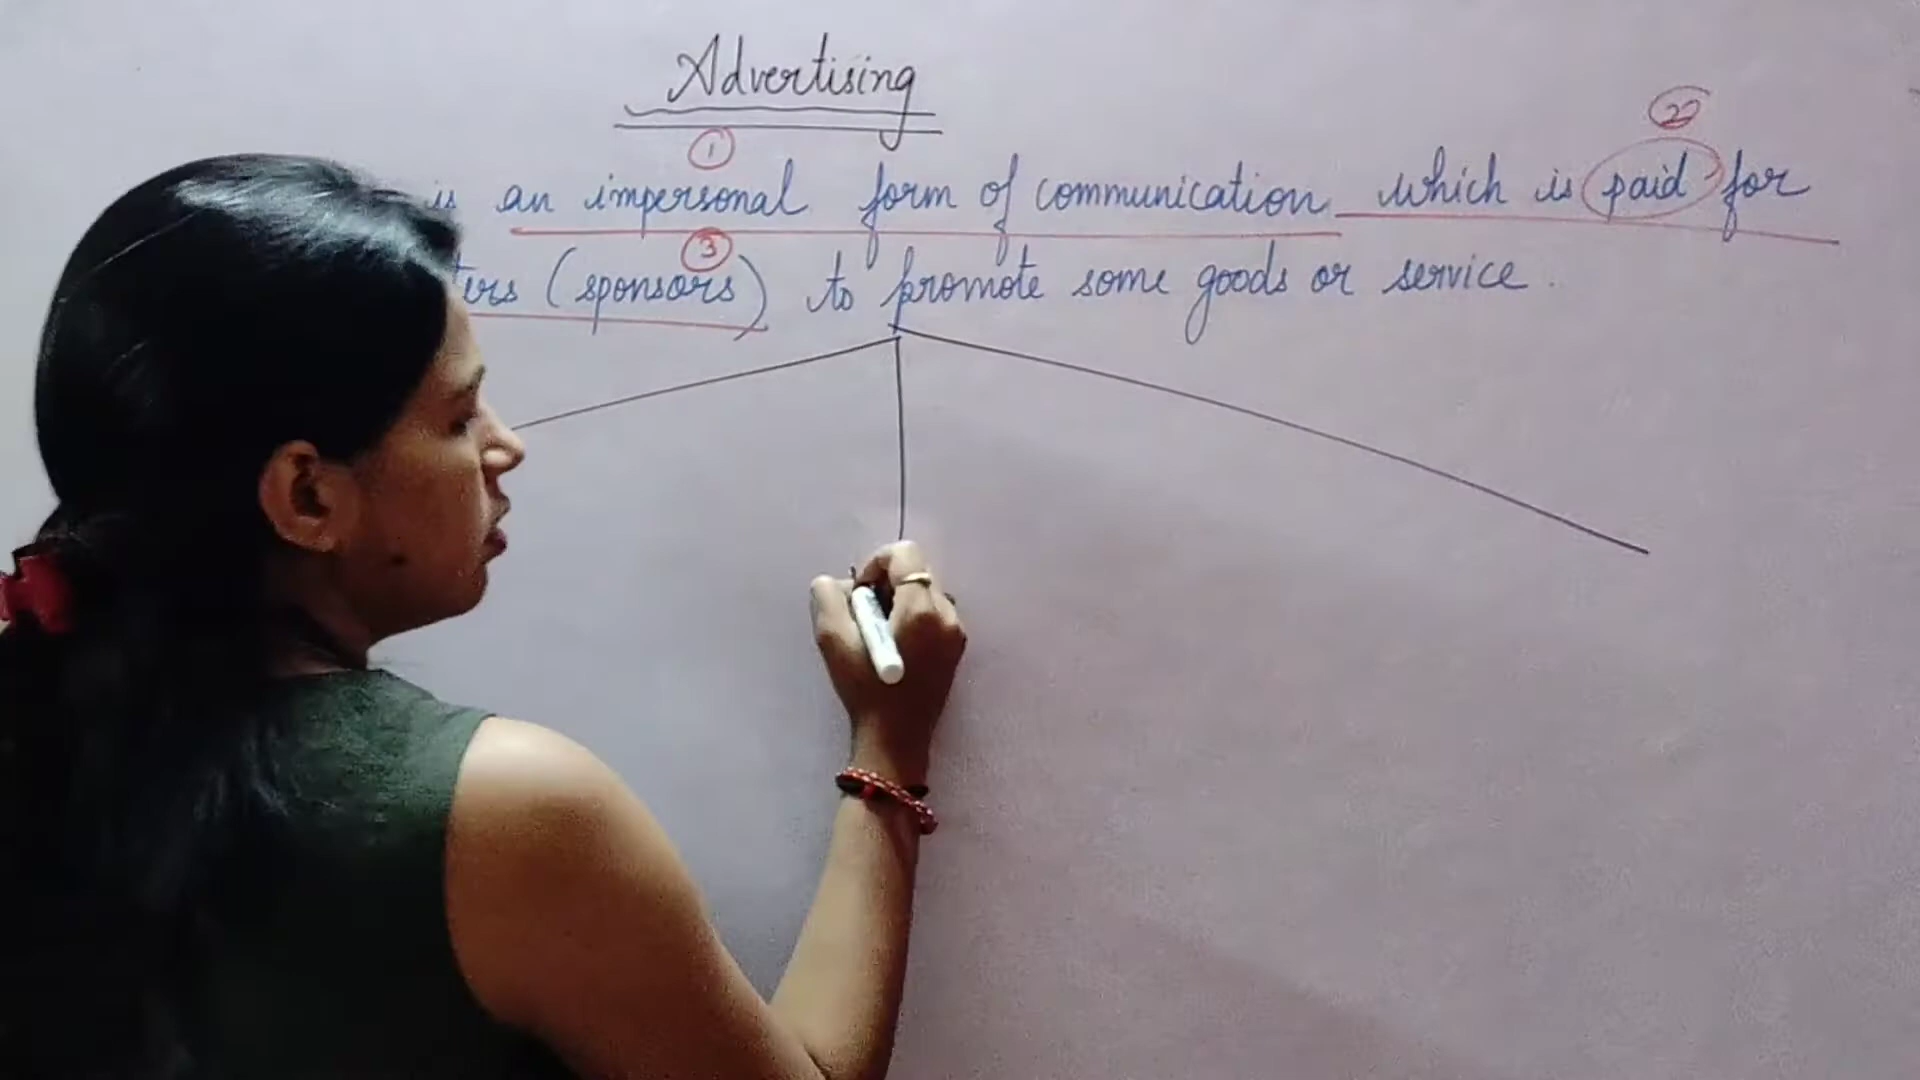 Advertising
①
②
is an impersonal form of communication which is paid for
③
ters (sponsors) to promote some goods or service.